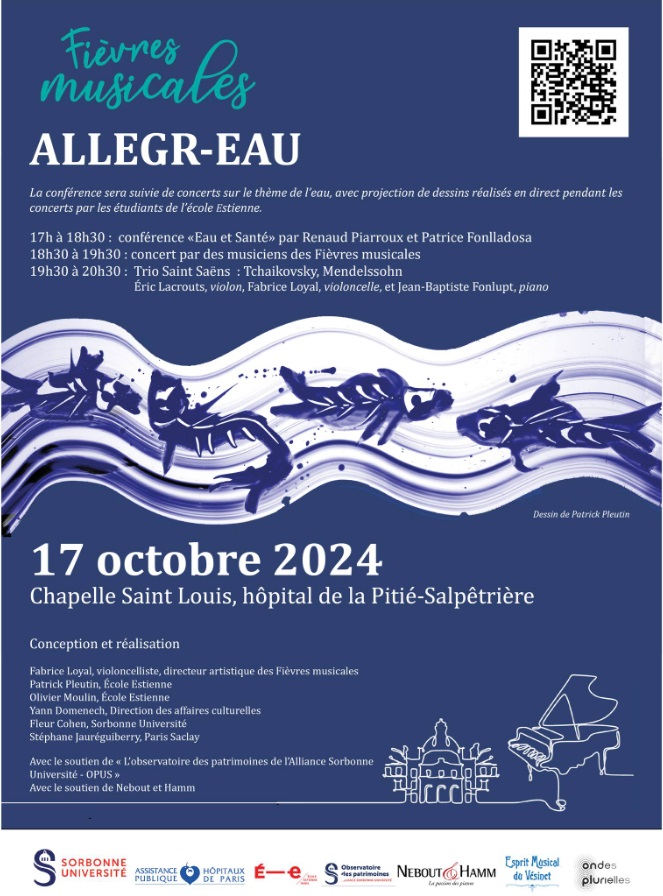 Fièvres
musicales
ALLEGR-EAU
La conférence sera suivie de concerts sur le thème de l'eau, avec projection de dessins réalisés en direct pendant les
concerts par les étudiants de l'école Estienne.
17h à 18h30 : conférence «Eau et Santé» par Renaud Piarroux et Patrice Fonlladosa
18h30 à 19h30 : concert par des musiciens des Fièvres musicales
19h30 à 20h30 : Trio Saint Saëns : Tchaikovsky, Mendelssohn
Éric Lacrouts, violon, Fabrice Loyal, violoncelle, et Jean-Baptiste Fonlupt, piano
Dessin de Patrick Pleutin
17 octobre 2024
Chapelle Saint Louis, hôpital de la Pitié-Salpêtrière
Conception et réalisation
Fabrice Loyal, violoncelliste, directeur artistique des Fièvres musicales
Patrick Pleutin, École Estienne
Olivier Moulin, École Estienne
Yann Domenech, Direction des affaires culturelles
Fleur Cohen, Sorbonne Université
Stéphane Jauréguiberry, Paris Saclay
Avec le soutien de « L'observatoire des patrimoines de l'Alliance Sorbonne
Université - OPUS »
Avec le soutien de Nebout et Hamm
SORBONNE
UNIVERSITÉ
ASSISTANCE
PUBLIQUE
HÔPITAUX
DE PARIS
É—e
Observatoire
des patrimoines
NEBOUT & HAMM
La passion des pianos
Esprit Musical
du Vésinet
ondes
plurielles